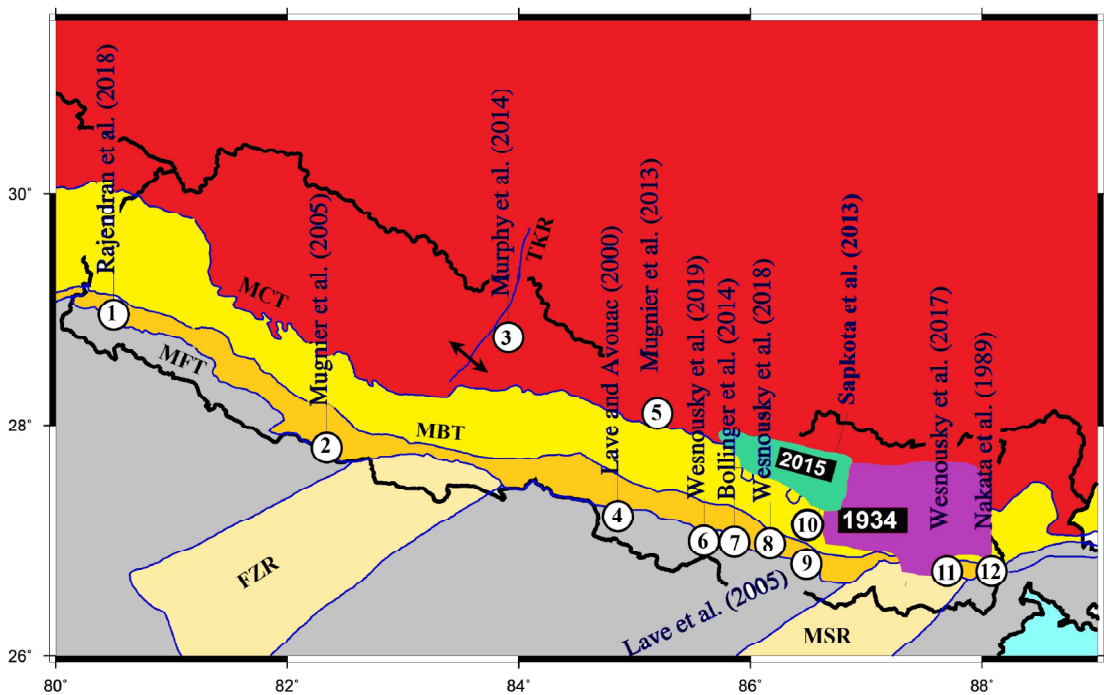 Rajendran et al. (2018)
Mugnier et al. (2005)
Murphy et al. (2014)
TKR
Lave and Avouac (2000)
Mugnier et al. 2013)
Wesnousky et al. (2019)
Bollinger et al. 2014)
Wesnousky et al. (2018)
Sapkota et al. (2013)
Wesnousky et al. (2017)
Nakata et al. (1989)
Lave et al. (2005)
MCT
MFT
MBT
FZR
MSR
2015
1934
1
2
3
4
5
6
7
8
9
10
11
12
30°
28°
26°
80°
82°
84°
86°
88°